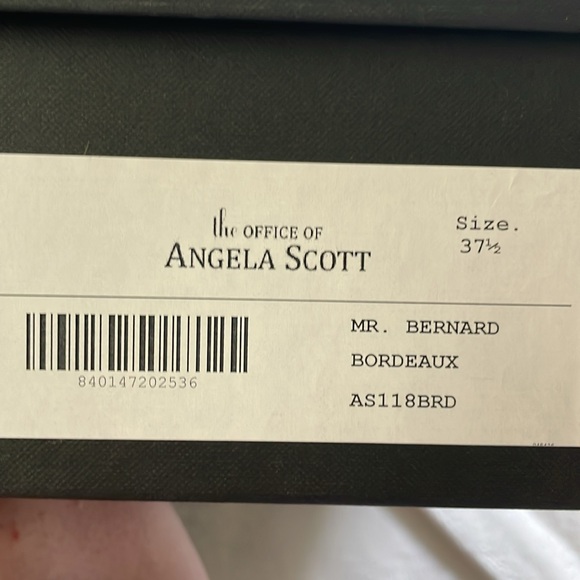 the OFFICE OF
ANGELA SCOTT
Size.
37½
840147202536
MR. BERNARD
BORDEAUX
AS118BRD